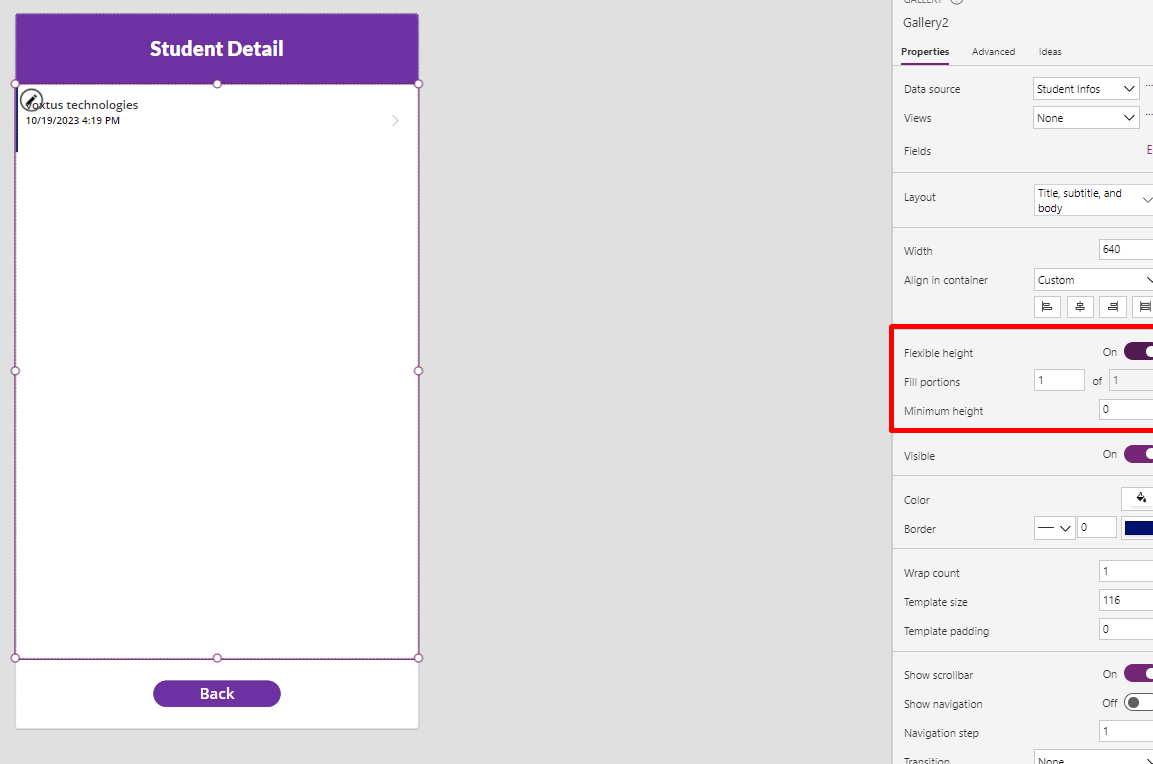 Student Detail
Voxtus technologies
10/19/2023 4:19 PM
Back
GALLERY
Gallery2
Properties Advanced Ideas
Data source Student Infos
Views None
Fields E
Layout Title, subtitle, and
body
Width 640
Align in container Custom
Flexible height On
Fill portions 1 of 1
Minimum height 0
Visible On
Color
Border 0
Wrap count 1
Template size 116
Template padding 0
Show scrollbar On
Show navigation Off
Navigation step 1
Transition None